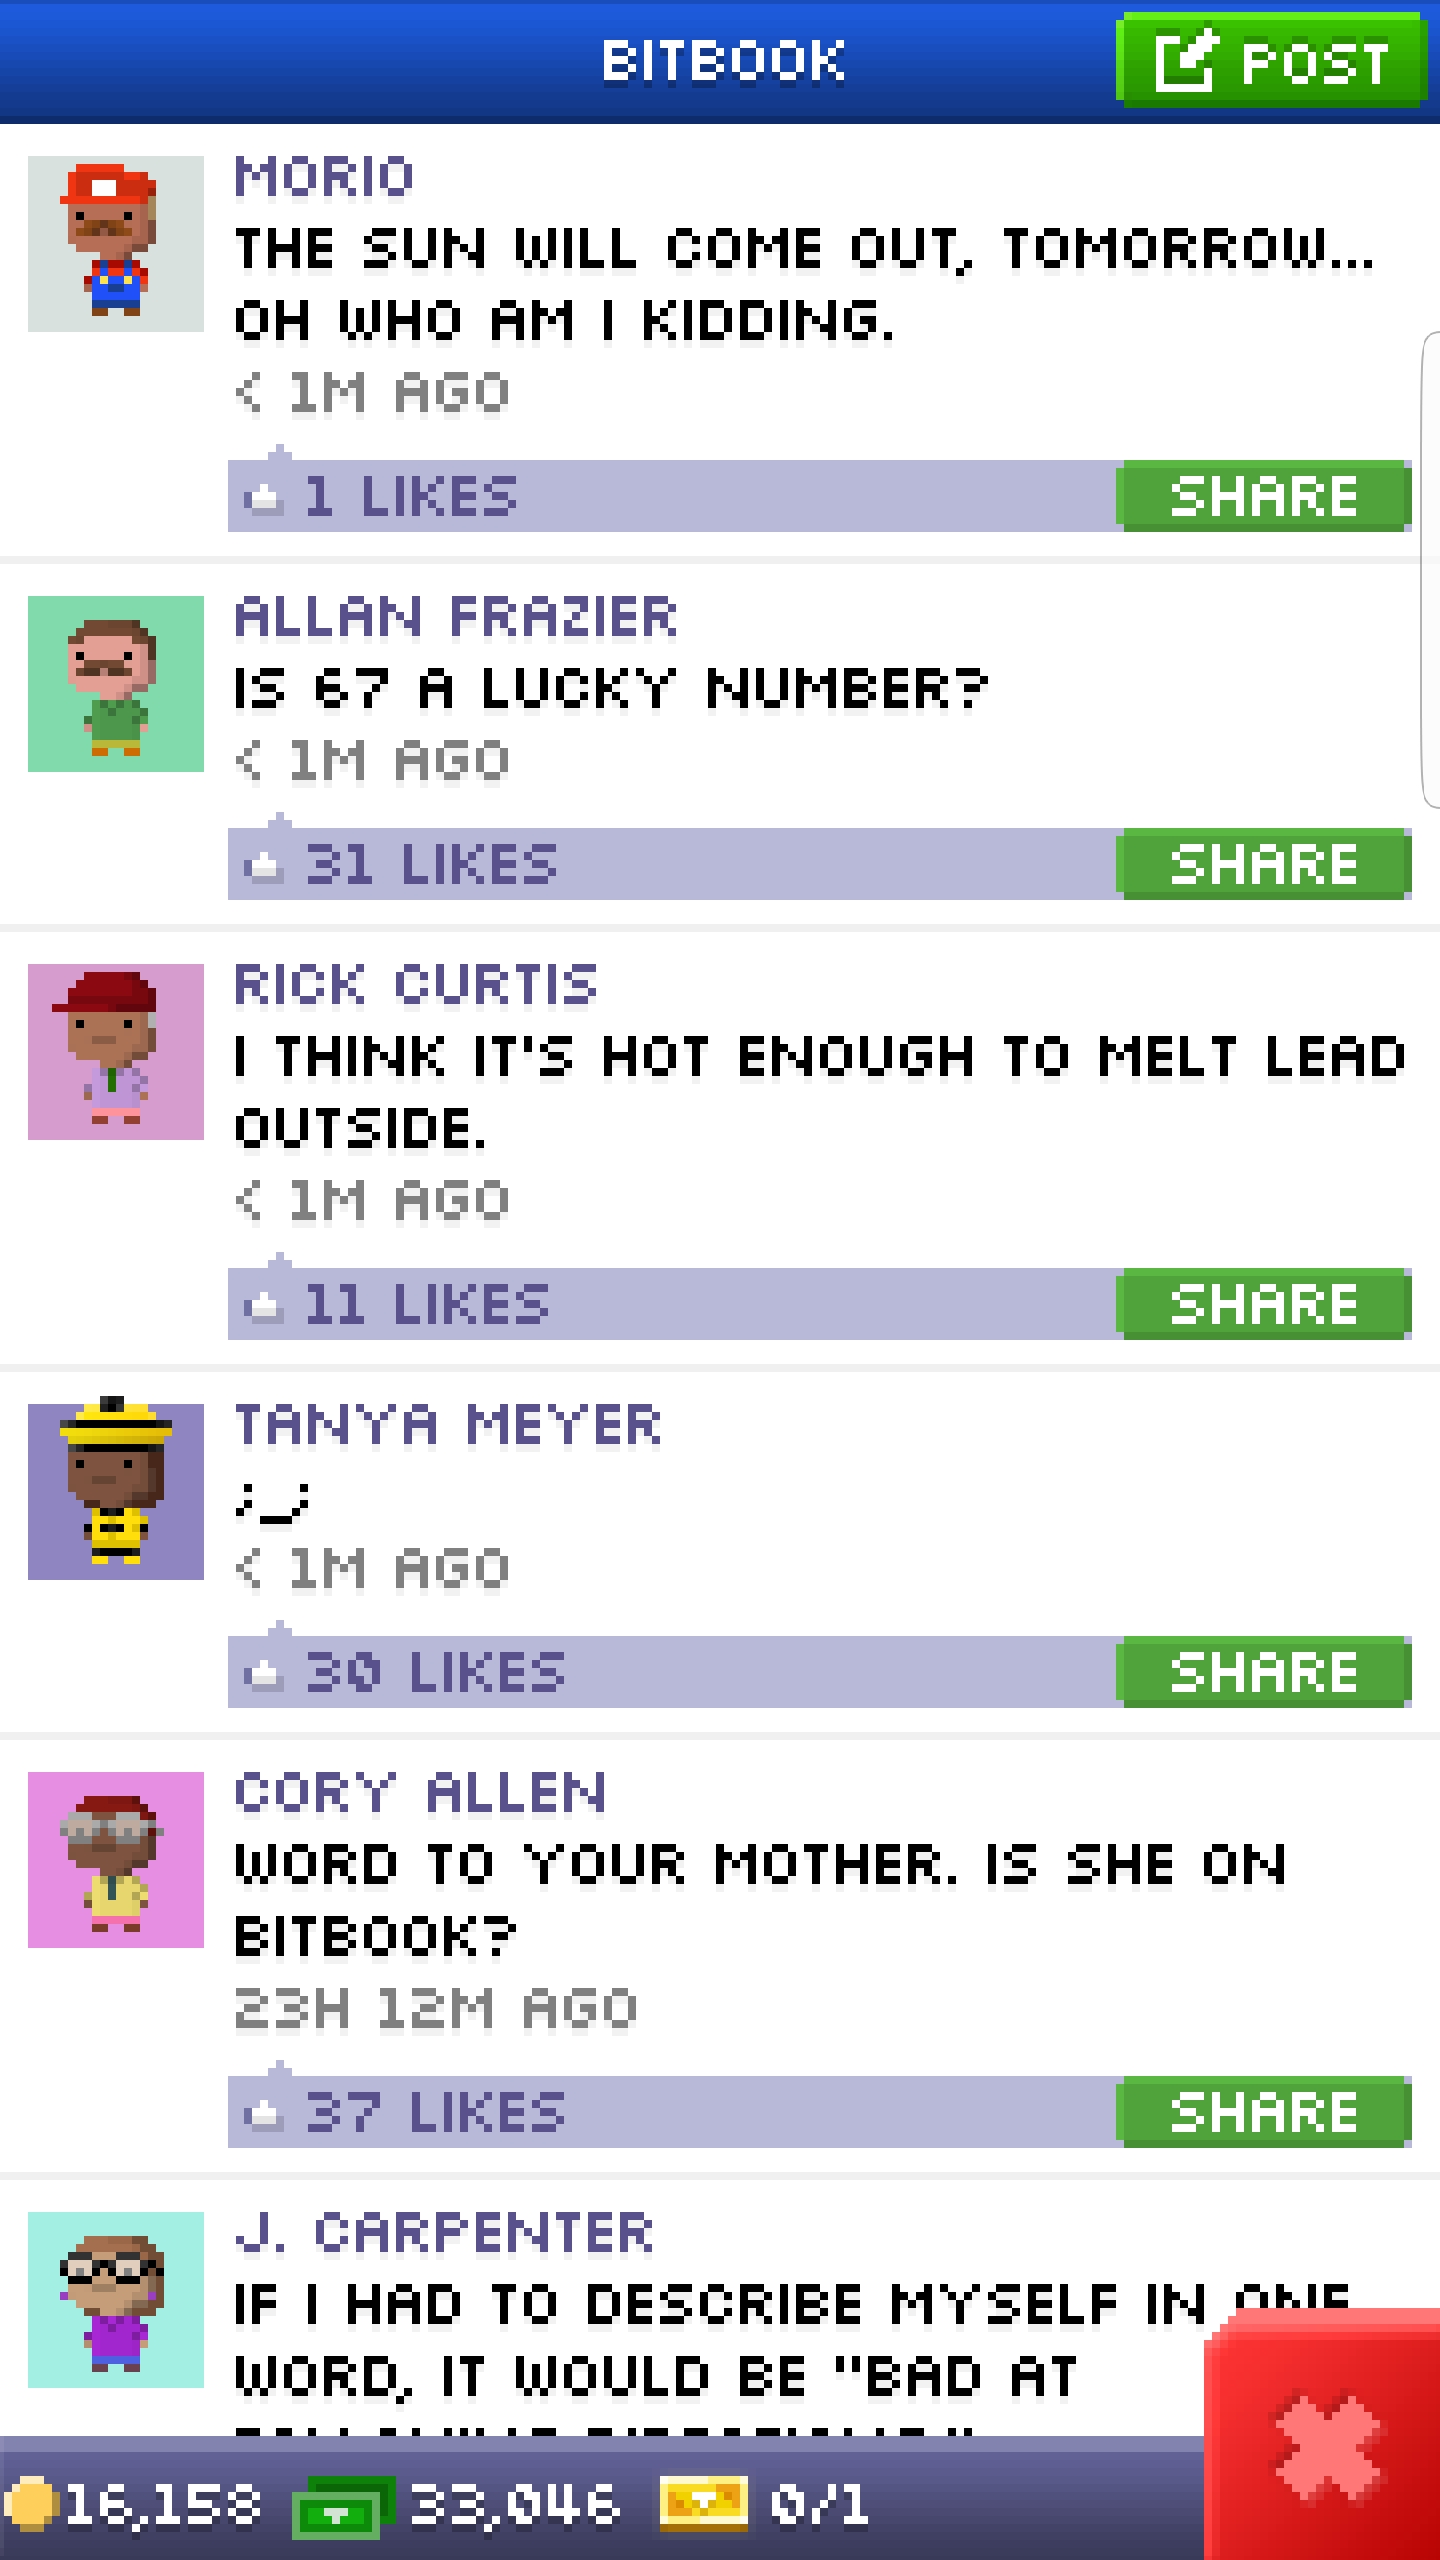 BITBOOK
POST
MORIO
THE SUN WILL COME OUT, TOMORROW...
OH WHO AM I KIDDING.
< 1M AGO
1 LIKES
SHARE
ALLAN FRAZIER
IS 67 A LUCKY NUMBER?
< 1M AGO
31 LIKES
SHARE
RICK CURTIS
I THINK IT'S HOT ENOUGH TO MELT LEAD
OUTSIDE.
< 1M AGO
11 LIKES
SHARE
TANYA MEYER
;_;
< 1M AGO
30 LIKES
SHARE
CORY ALLEN
WORD TO YOUR MOTHER. IS SHE ON
BITBOOK?
23H 12M AGO
37 LIKES
SHARE
J. CARPENTER
IF I HAD TO DESCRIBE MYSELF IN ONE
WORD, IT WOULD BE "BAD AT
16,158
33,046
0/1